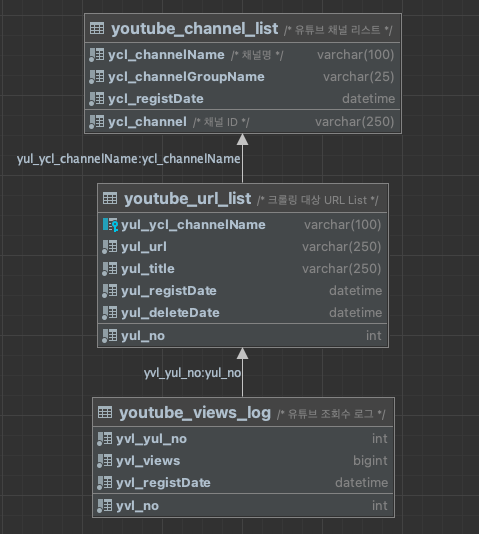 youtube_channel_list /* 유튜브 채널 리스트 */
ycl_channelName /* 채널명 */ varchar(100)
ycl_channelGroupName varchar(25)
ycl_registDate datetime
ycl_channel /* 채널 ID */ varchar(250)
yul_ycl_channelName:ycl_channelName
youtube_url_list /* 크롤링 대상 URL List */
yul_ycl_channelName varchar(100)
yul_url varchar(250)
yul_title varchar(250)
yul_registDate datetime
yul_deleteDate datetime
yul_no int
yvl_yul_no:yul_no
youtube_views_log /* 유튜브 조회수 로그 */
yvl_yul_no int
yvl_views bigint
yvl_registDate datetime
yvl_no int